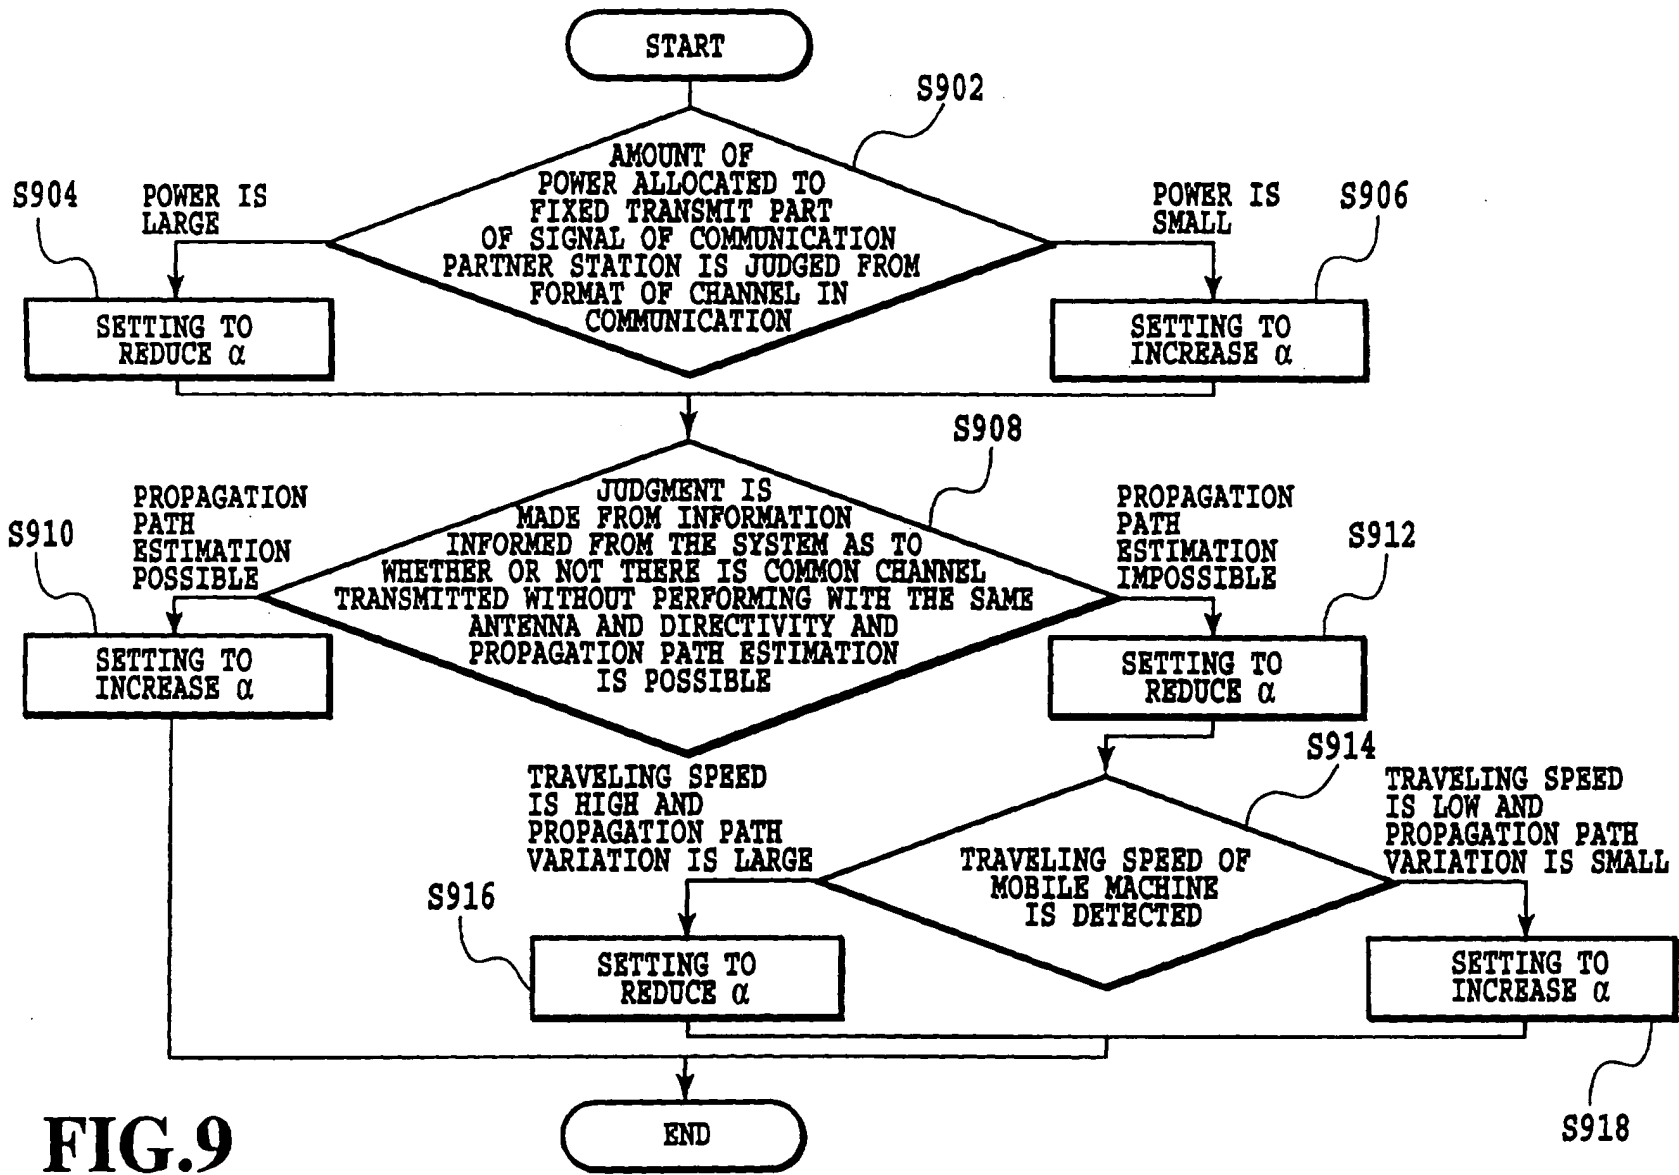 START
S902
AMOUNT OF
POWER ALLOCATED TO
FIXED TRANSMIT PART
OF SIGNAL OF COMMUNICATION
PARTNER STATION IS JUDGED FROM
FORMAT OF CHANNEL IN
COMMUNICATION
S904
POWER IS
LARGE
POWER IS
SMALL
S906
SETTING TO
REDUCE α
SETTING TO
INCREASE α
S908
JUDGMENT IS
MADE FROM INFORMATION
INFORMED FROM THE SYSTEM AS TO
WHETHER OR NOT THERE IS COMMON CHANNEL
TRANSMITTED WITHOUT PERFORMING WITH THE SAME
ANTENNA AND DIRECTIVITY AND
PROPAGATION PATH ESTIMATION
IS POSSIBLE
S910
PROPAGATION
PATH
ESTIMATION
POSSIBLE
PROPAGATION
PATH
ESTIMATION
IMPOSSIBLE
S912
SETTING TO
INCREASE α
SETTING TO
REDUCE α
S914
TRAVELING SPEED
IS HIGH AND
PROPAGATION PATH
VARIATION IS LARGE
TRAVELING SPEED OF
MOBILE MACHINE
IS DETECTED
TRAVELING SPEED
IS LOW AND
PROPAGATION PATH
VARIATION IS SMALL
S916
SETTING TO
REDUCE α
SETTING TO
INCREASE α
S918
END
FIG.9